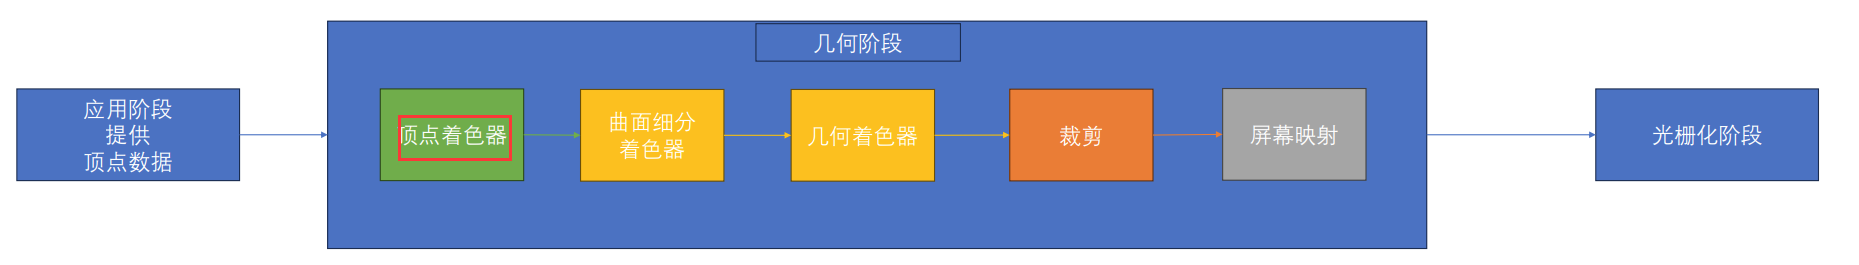 几何阶段
应用阶段
提供
顶点数据
顶点着色器
曲面细分
着色器
几何着色器
裁剪
屏幕映射
光栅化阶段